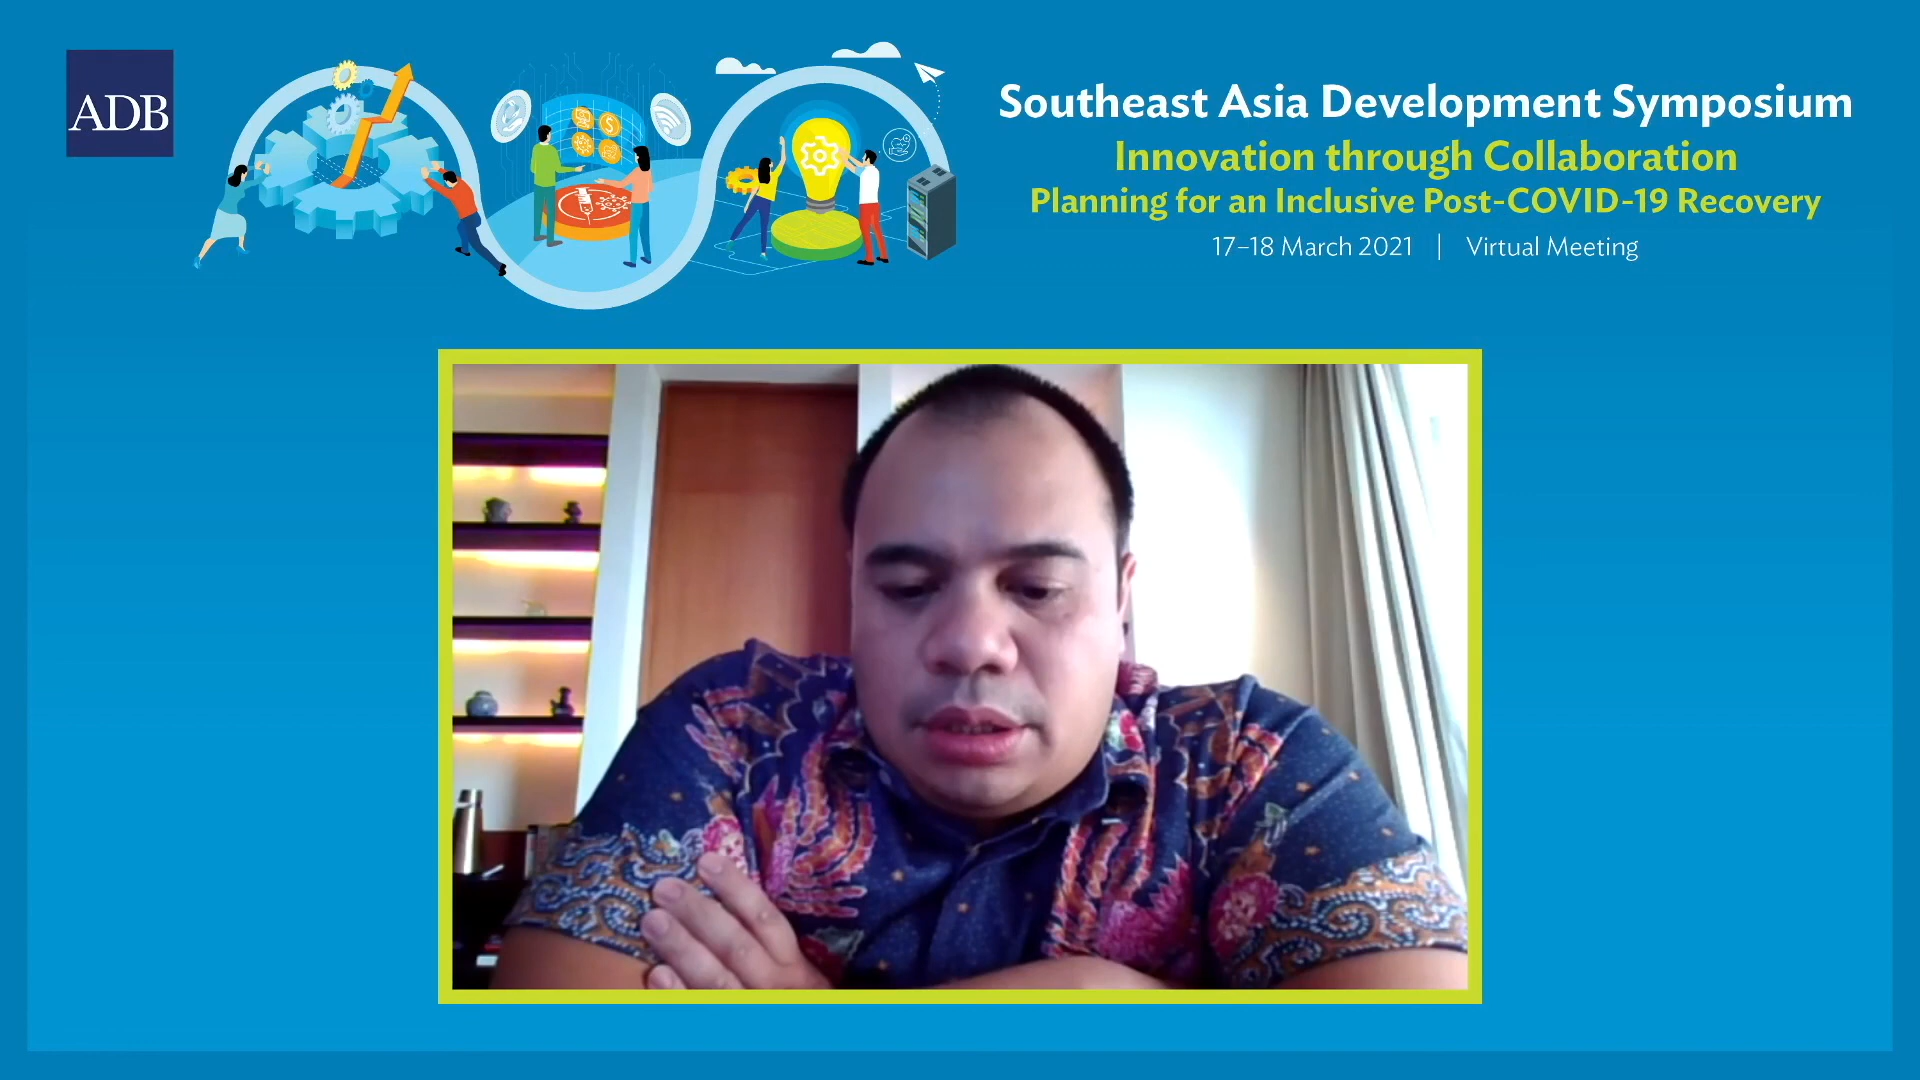 ADB
Southeast Asia Development Symposium
Innovation through Collaboration
Planning for an Inclusive Post-COVID-19 Recovery
17–18 March 2021 | Virtual Meeting